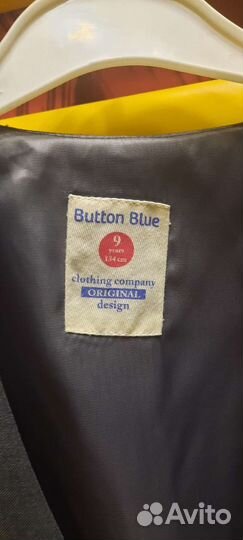 Button Blue
9
years
134 cm
clothing company
ORIGINAL
design
Avito